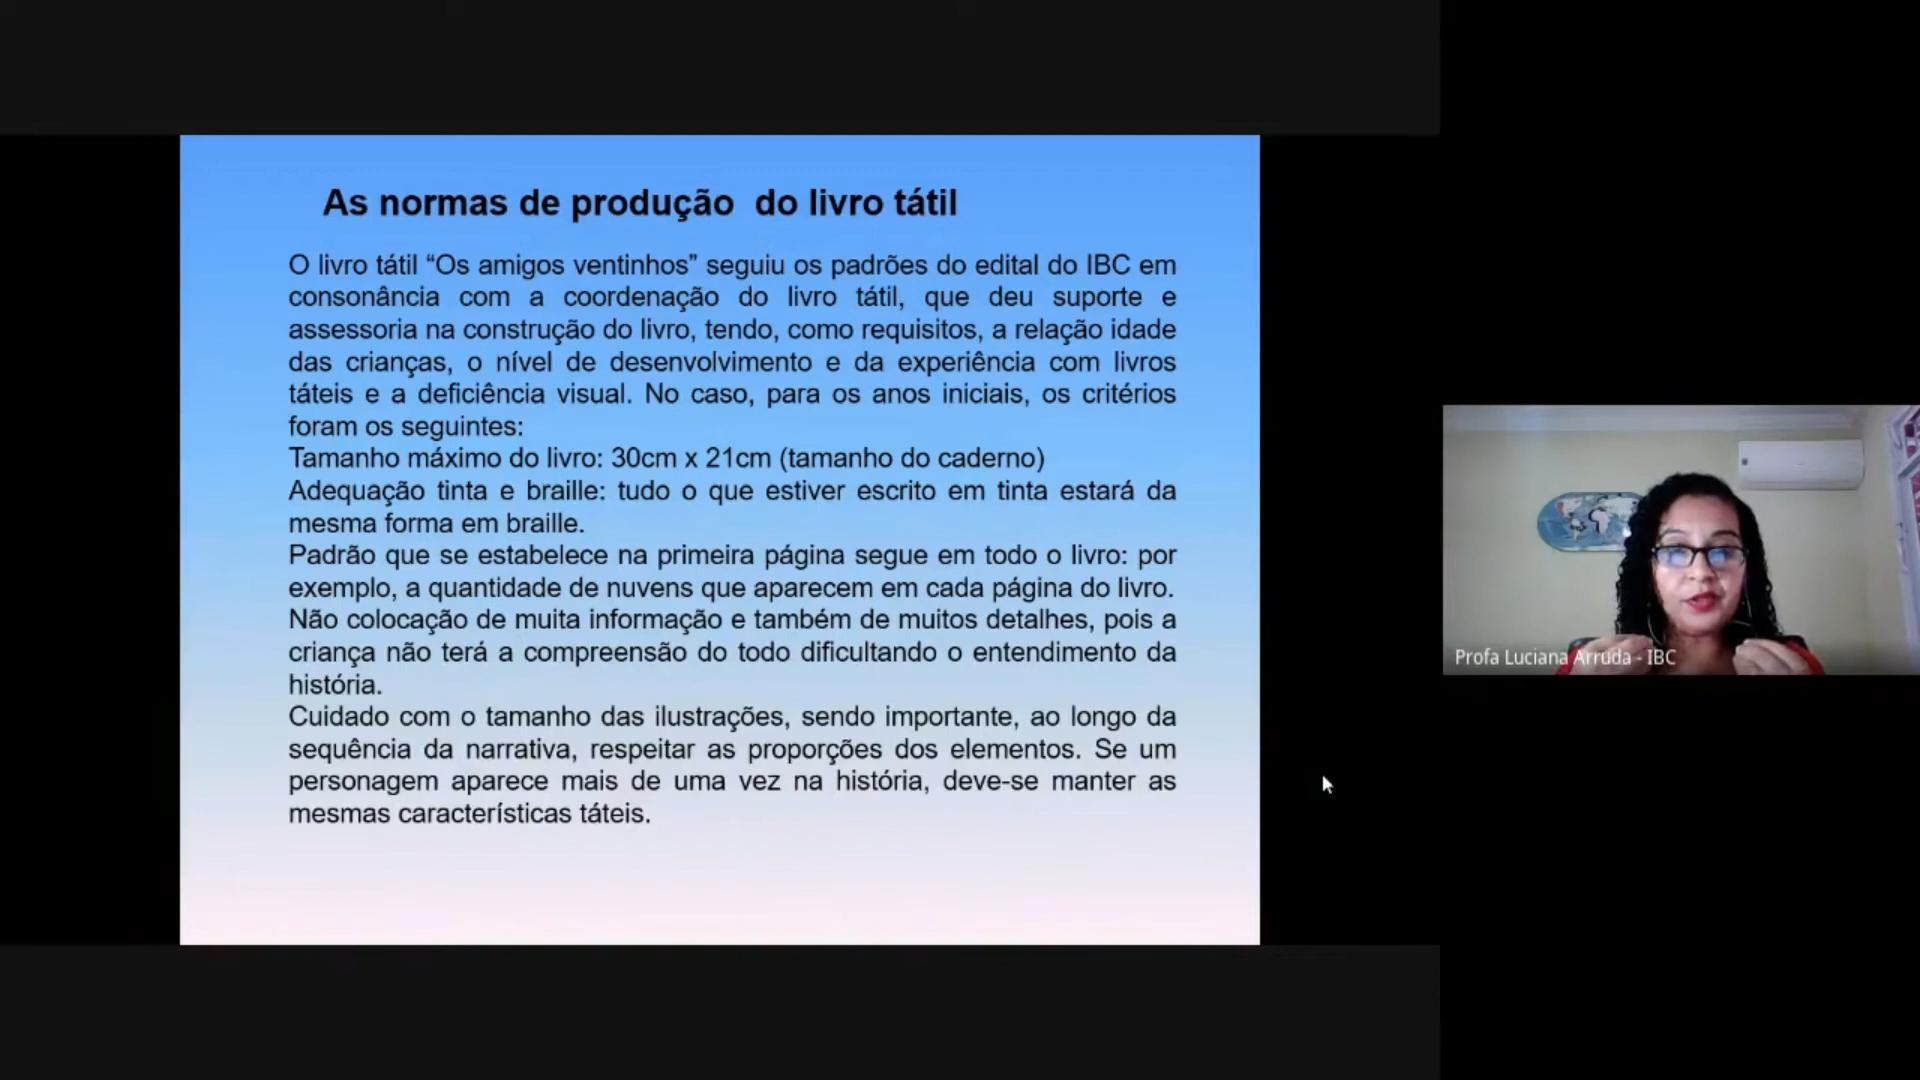 As normas de produção do livro tátil
O livro tátil “Os amigos ventinhos” seguiu os padrões do edital do IBC em
consonância com a coordenação do livro tátil, que deu suporte e
assessoria na construção do livro, tendo, como requisitos, a relação idade
das crianças, o nível de desenvolvimento e da experiência com livros
táteis e a deficiência visual. No caso, para os anos iniciais, os critérios
foram os seguintes:
Tamanho máximo do livro: 30cm x 21cm (tamanho do caderno)
Adequação tinta e braille: tudo o que estiver escrito em tinta estará da
mesma forma em braille.
Padrão que se estabelece na primeira página segue em todo o livro: por
exemplo, a quantidade de nuvens que aparecem em cada página do livro.
Não colocação de muita informação e também de muitos detalhes, pois a
criança não terá a compreensão do todo dificultando o entendimento da
história.
Cuidado com o tamanho das ilustrações, sendo importante, ao longo da
sequência da narrativa, respeitar as proporções dos elementos. Se um
personagem aparece mais de uma vez na história, deve-se manter as
mesmas características táteis.
Profa Luciana Arruda - IBC